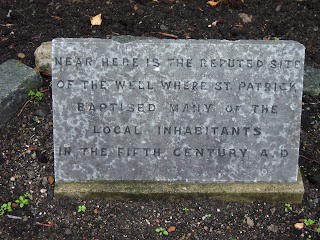 NEAR HERE IS THE REPUTED SITE
OF THE WELL WHERE ST. PATRICK
BAPTISED MANY OF THE
LOCAL INHABITANTS
IN THE FIFTH CENTURY A.D